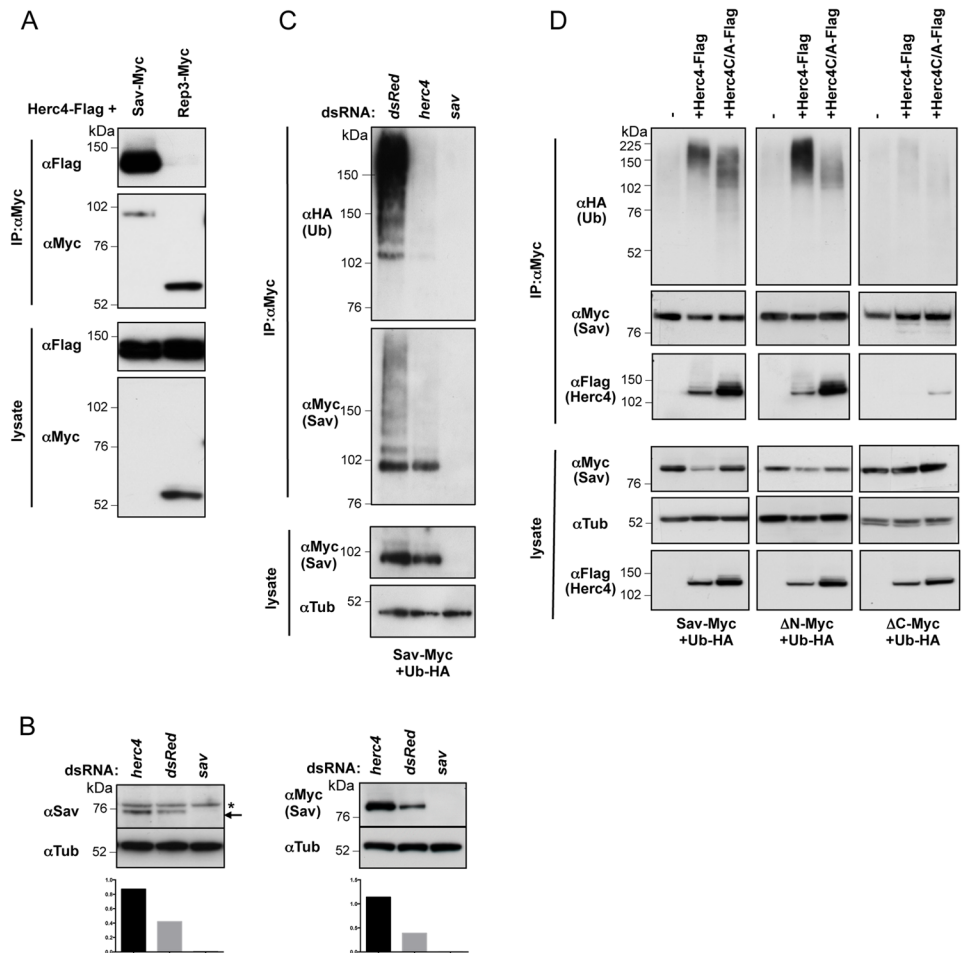 A
Herc4-Flag +
Sav-Myc
Rep3-Myc
kDa
IP:αMyc
αFlag
150
αMyc
102
76
52
lysate
αFlag
150
αMyc
102
76
52
C
dsRNA:
dsRed
herc4
sav
kDa
IP:αMyc
αHA
(Ub)
150
150
102
76
αMyc
(Sav)
150
102
76
lysate
αMyc
(Sav)
102
αTub
52
Sav-Myc
+Ub-HA
D
-
+Herc4-Flag
+Herc4C/A-Flag
-
+Herc4-Flag
+Herc4C/A-Flag
-
+Herc4-Flag
+Herc4C/A-Flag
kDa
IP:αMyc
αHA
(Ub)
225
150
102
76
52
αMyc
(Sav)
76
αFlag
(Herc4)
150
102
lysate
αMyc
(Sav)
76
αTub
52
αFlag
(Herc4)
150
102
Sav-Myc
+Ub-HA
ΔN-Myc
+Ub-HA
ΔC-Myc
+Ub-HA
B
dsRNA:
herc4
dsRed
sav
kDa
αSav
76
*
αTub
52
1.0
0.8
0.6
0.4
0.2
0.0
dsRNA:
herc4
dsRed
sav
kDa
αMyc
(Sav)
76
αTub
52
1.5
1.0
0.5
0.0